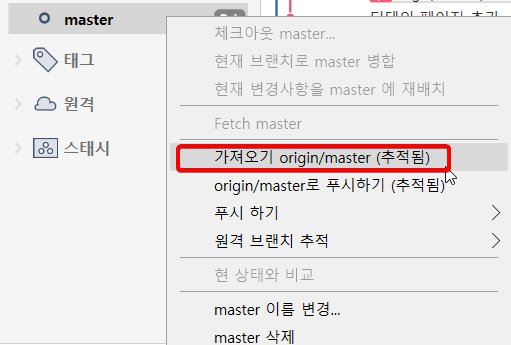 master
태그
원격
스태시
체크아웃 master...
현재 브랜치로 master 병합
현재 변경사항을 master 에 재배치
Fetch master
가져오기 origin/master (추적됨)
origin/master로 푸시하기 (추적됨)
푸시 하기
원격 브랜치 추적
현 상태와 비교
master 이름 변경...
master 삭제